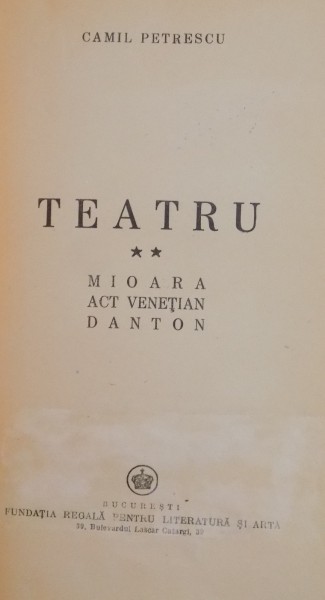 CAMIL PETRESCU
TEATRU
★★
MIOARA
ACT VENEȚIAN
DANTON
BUCUREȘTI
FUNDAȚIA REGALĂ PENTRU LITERATURĂ ȘI ARTĂ
39, Bulevardul Lascar Catargi, 39